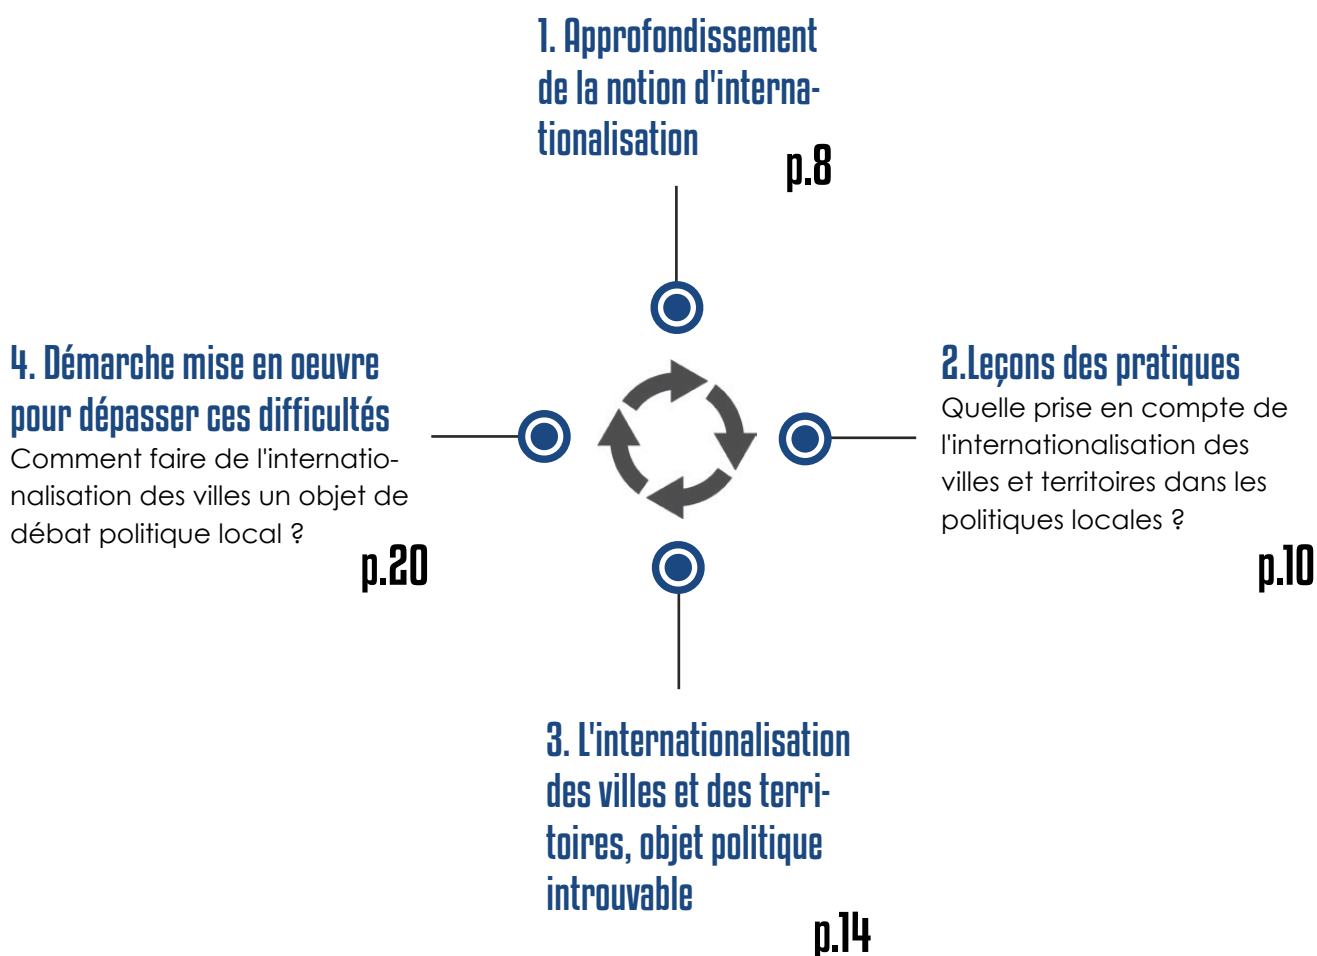 1. Approfondissement
de la notion d'interna-
tionalisation
p.8
2.Leçons des pratiques
Quelle prise en compte de
l'internationalisation des
villes et territoires dans les
politiques locales ?
p.10
3. L'internationalisation
des villes et des terri-
toires, objet politique
introuvable
p.14
4. Démarche mise en oeuvre
pour dépasser ces difficultés
Comment faire de l'internatio-
nalisation des villes un objet de
débat politique local ?
p.20